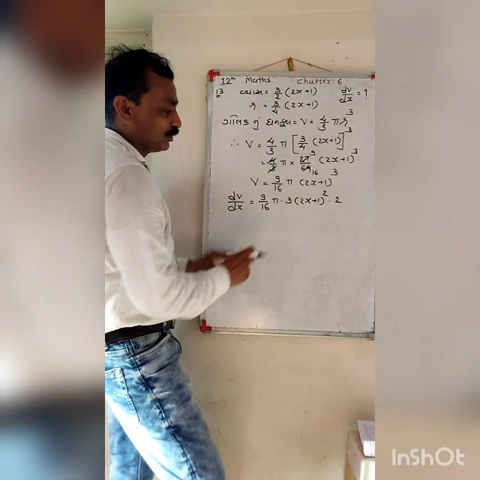 12th Maths Chapter: 6
13 વ્યાસ = 3/2 (2x+1) dV/dx = ?
r = 3/4 (2x+1)
ગોલક નું ઘનફળ = V = 4/3 πr³
∴ V = 4/3 π [3/4 (2x+1)]³
= 4/3 π × 27/64 (2x+1)³ 9 16
V = 9/16 π (2x+1)³
dV/dx = 9/16 π · 3 (2x+1)² · 2
InShOt